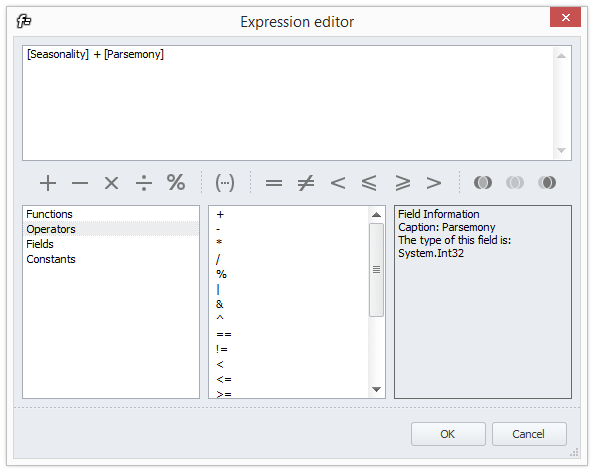 Expression editor
[Seasonality] + [Parsemony]
+ − × ÷ % (···) = ≠ < ⩽ ⩾ >
Functions
Operators
Fields
Constants
+
-
*
/
%
|
&
^
==
!=
<
<=
>=
Field Information
Caption: Parsemony
The type of this field is:
System.Int32
OK
Cancel